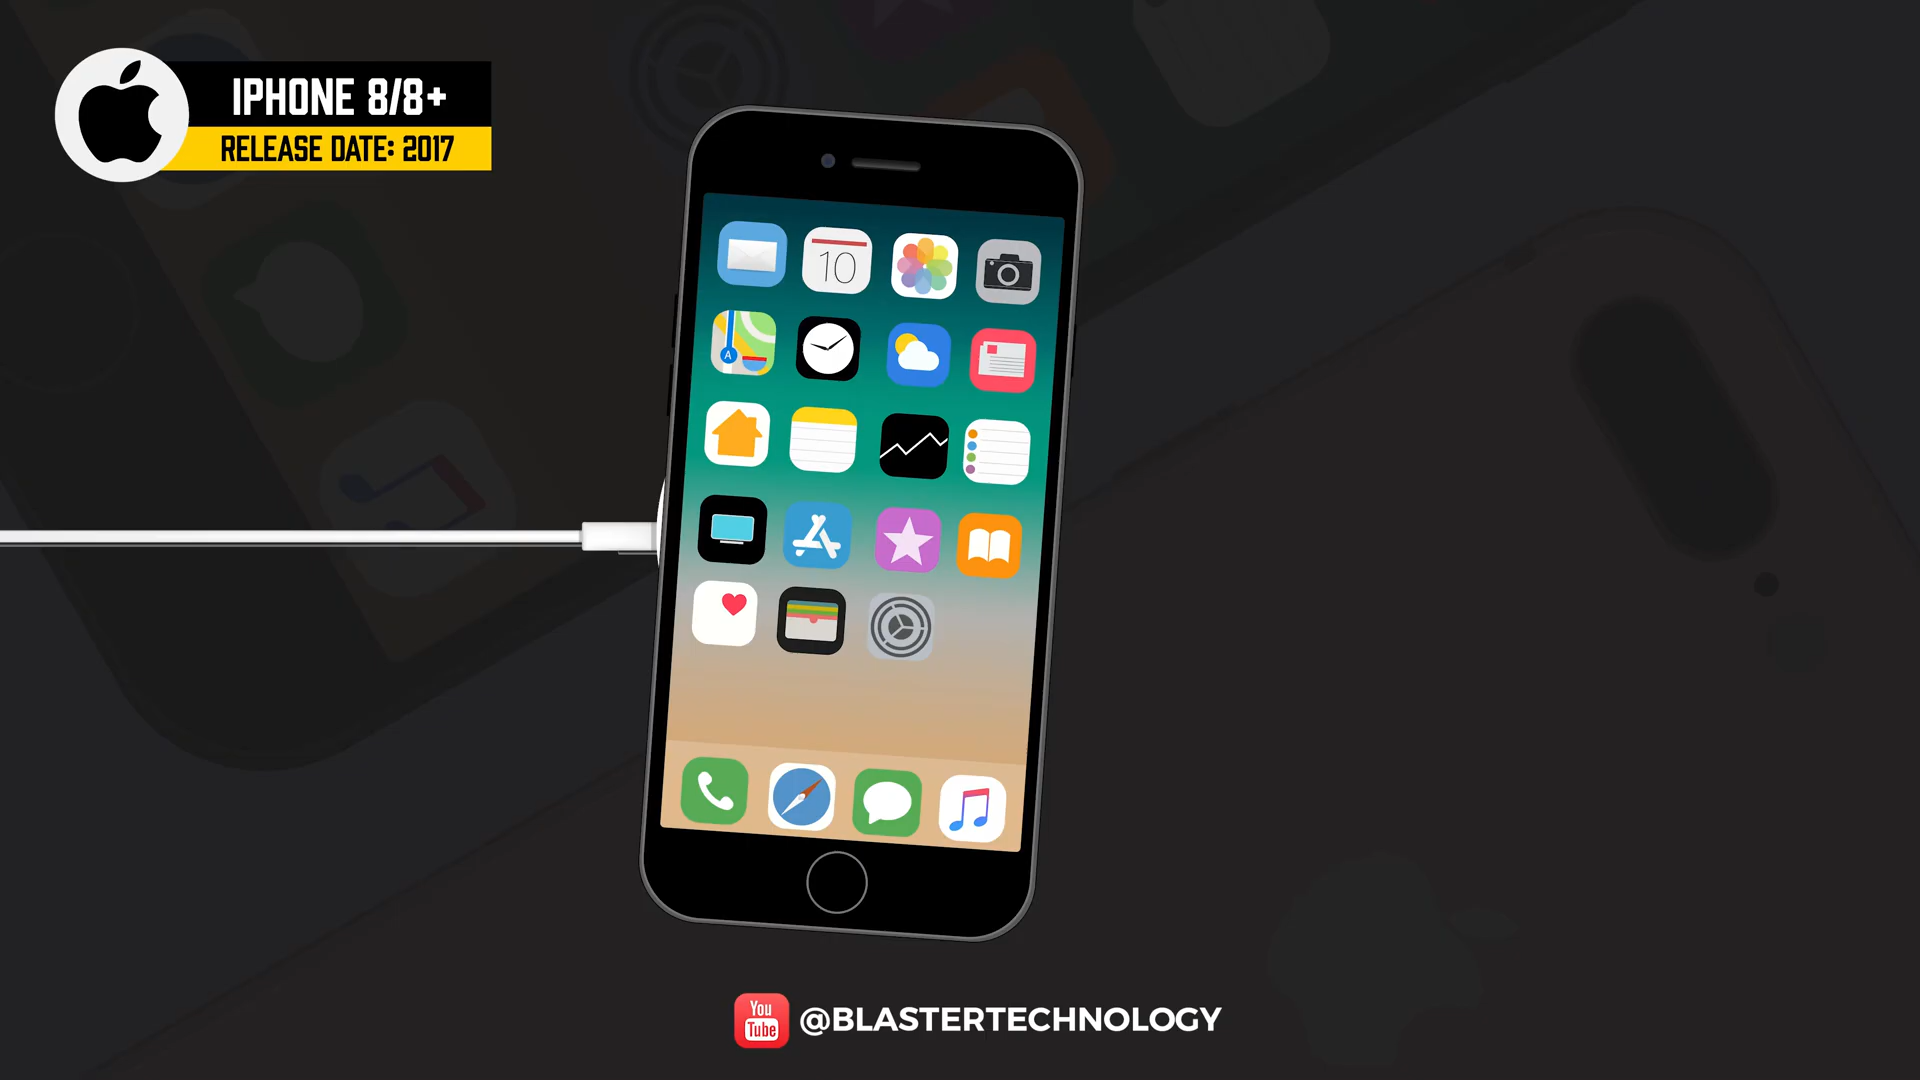 IPHONE 8/8+
RELEASE DATE: 2017
10
A
You
Tube
@BLASTERTECHNOLOGY